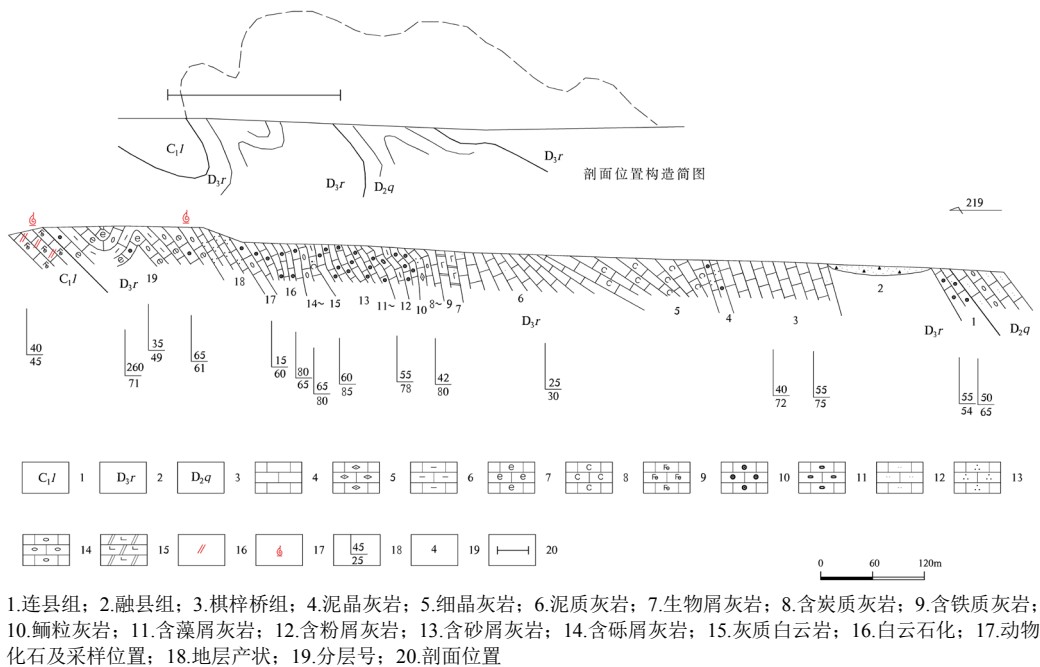 C₁l
D₃r
D₃r
D₂q
D₃r
剖面位置构造简图
219
C₁l
D₃r
19
18
17
16
14～
15
13
11～
12
10
8～
9
7
6
D₃r
5
4
3
2
D₃r
1
D₂q
40
45
260
71
35
49
65
61
15
60
80
65
65
80
60
85
55
78
42
80
25
30
40
72
55
75
55
54
50
65
C₁l 1 D₃r 2 D₂q 3 4 5 6 e e e e 7 C C C C 8 Fe Fe Fe Fe 9 10 11 12 13
14 15 16 17 45 25 18 4 19 20
0 60 120m
1.连县组；2.融县组；3.棋梓桥组；4.泥晶灰岩；5.细晶灰岩；6.泥质灰岩；7.生物屑灰岩；8.含炭质灰岩；9.含铁质灰岩；
10.鲕粒灰岩；11.含藻屑灰岩；12.含粉屑灰岩；13.含砂屑灰岩；14.含砾屑灰岩；15.灰质白云岩；16.白云石化；17.动物
化石及采样位置；18.地层产状；19.分层号；20.剖面位置